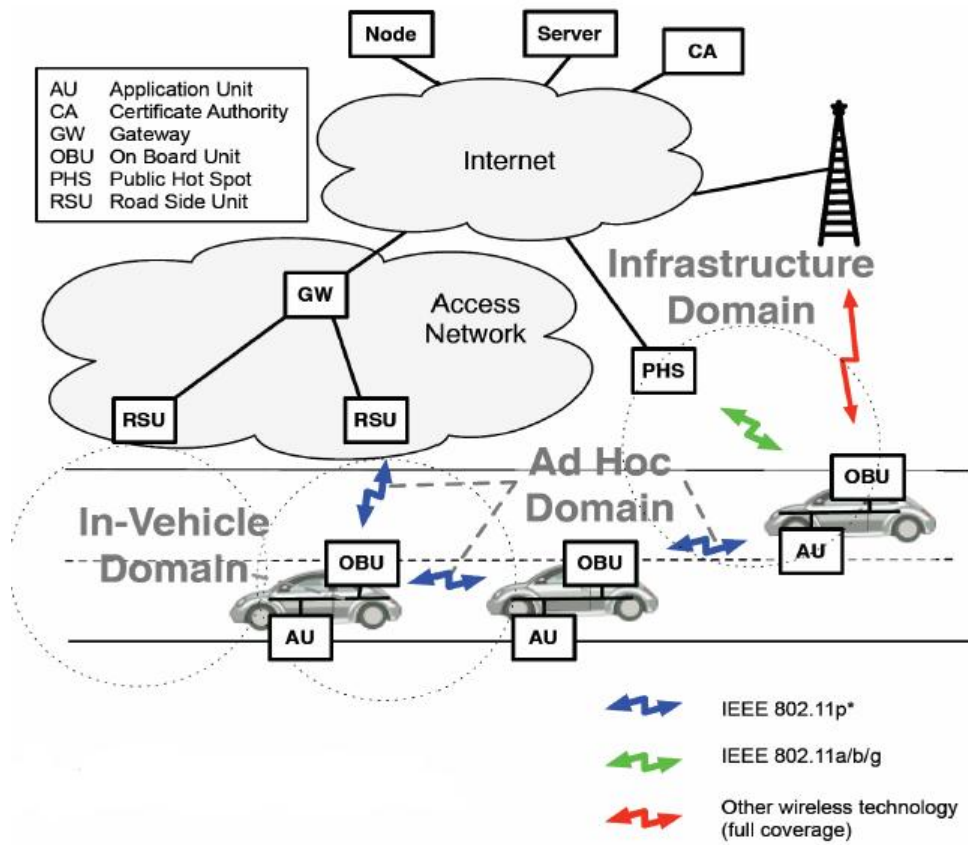 Node
Server
CA
AU Application Unit
CA Certificate Authority
GW Gateway
OBU On Board Unit
PHS Public Hot Spot
RSU Road Side Unit
Internet
Infrastructure
Domain
GW
Access
Network
PHS
RSU
RSU
Ad Hoc
Domain
OBU
In-Vehicle
Domain
OBU
OBU
AU
AU
AU
IEEE 802.11p*
IEEE 802.11a/b/g
Other wireless technology
(full coverage)